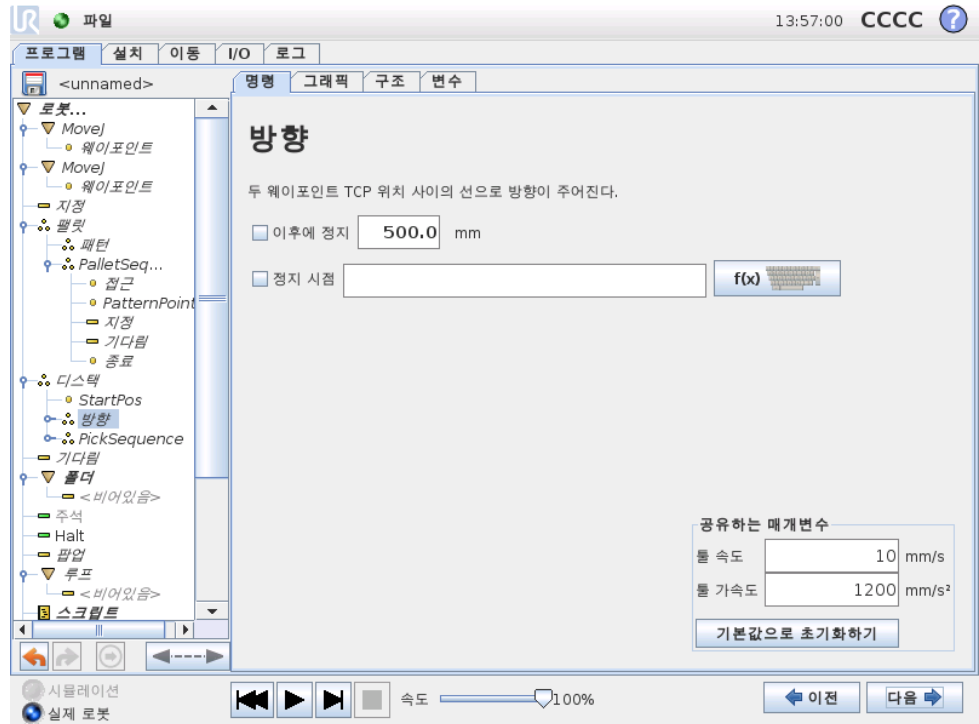 UR 파일 13:57:00 CCCC ?
프로그램 설치 이동 I/O 로그
<unnamed>
명령 그래픽 구조 변수
로봇...
MoveJ
웨이포인트
MoveJ
웨이포인트
지정
팰릿
패턴
PalletSeq...
접근
PatternPoint
지정
기다림
종료
디스택
StartPos
방향
PickSequence
기다림
폴더
<비어있음>
주석
Halt
팝업
루프
<비어있음>
스크립트
방향
두 웨이포인트 TCP 위치 사이의 선으로 방향이 주어진다.
이후에 정지 500.0 mm
정지 시점 f(x)
공유하는 매개변수
툴 속도 10 mm/s
툴 가속도 1200 mm/s²
기본값으로 초기화하기
시뮬레이션
실제 로봇
속도 100%
이전 다음